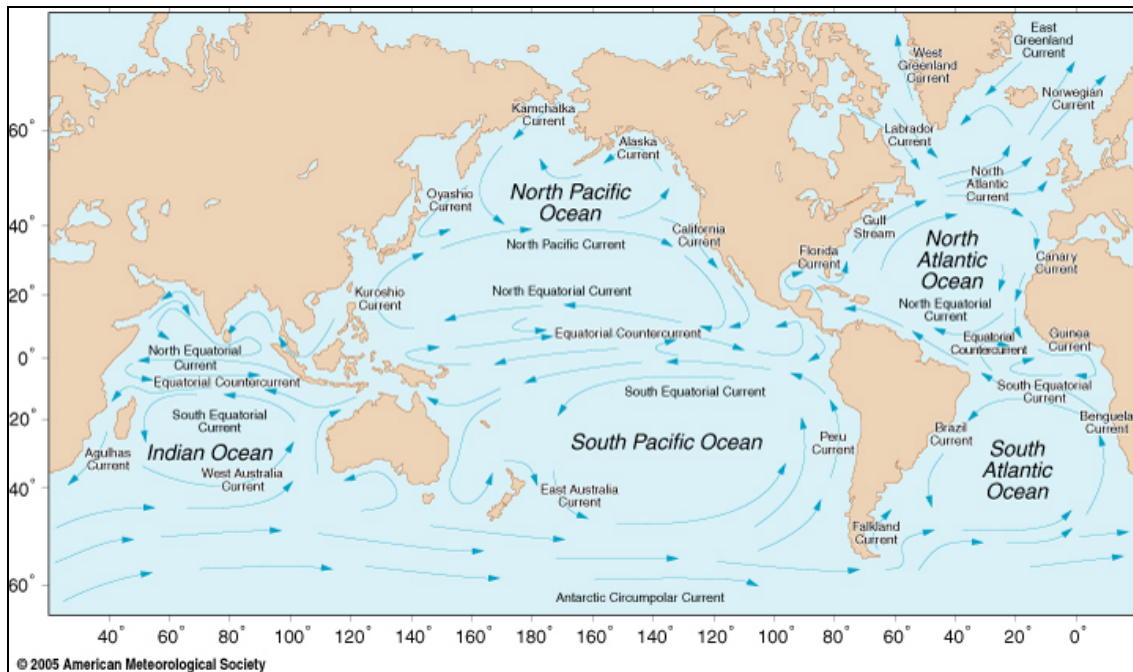 East
Greenland
Current
West
Greenland
Current
Norwegian
Current
Kamchatka
Current
Labrador
Current
60°
Alaska
Current
North
Atlantic
Current
Oyashio
Current
North Pacific
Ocean
40°
Gulf
Stream
California
Current
North Pacific Current
North
Atlantic
Ocean
Florida
Current
Canary
Current
20°
Kuroshio
Current
North Equatorial Current
North Equatorial
Current
Equatorial Countercurrent
Equatorial
Countercurrent
Guinea
Current
North Equatorial
Current
0°
Equatorial Countercurrent
South Equatorial Current
South Equatorial
Current
20°
South Equatorial
Current
Benguela
Current
Brazil
Current
Peru
Current
South Pacific Ocean
Indian Ocean
Agulhas
Current
West Australia
Current
South
Atlantic
Ocean
40°
East Australia
Current
Falkland
Current
60°
Antarctic Circumpolar Current
40° 60° 80° 100° 120° 140° 160° 180° 160° 140° 120° 100° 80° 60° 40° 20° 0°
© 2005 American Meteorological Society